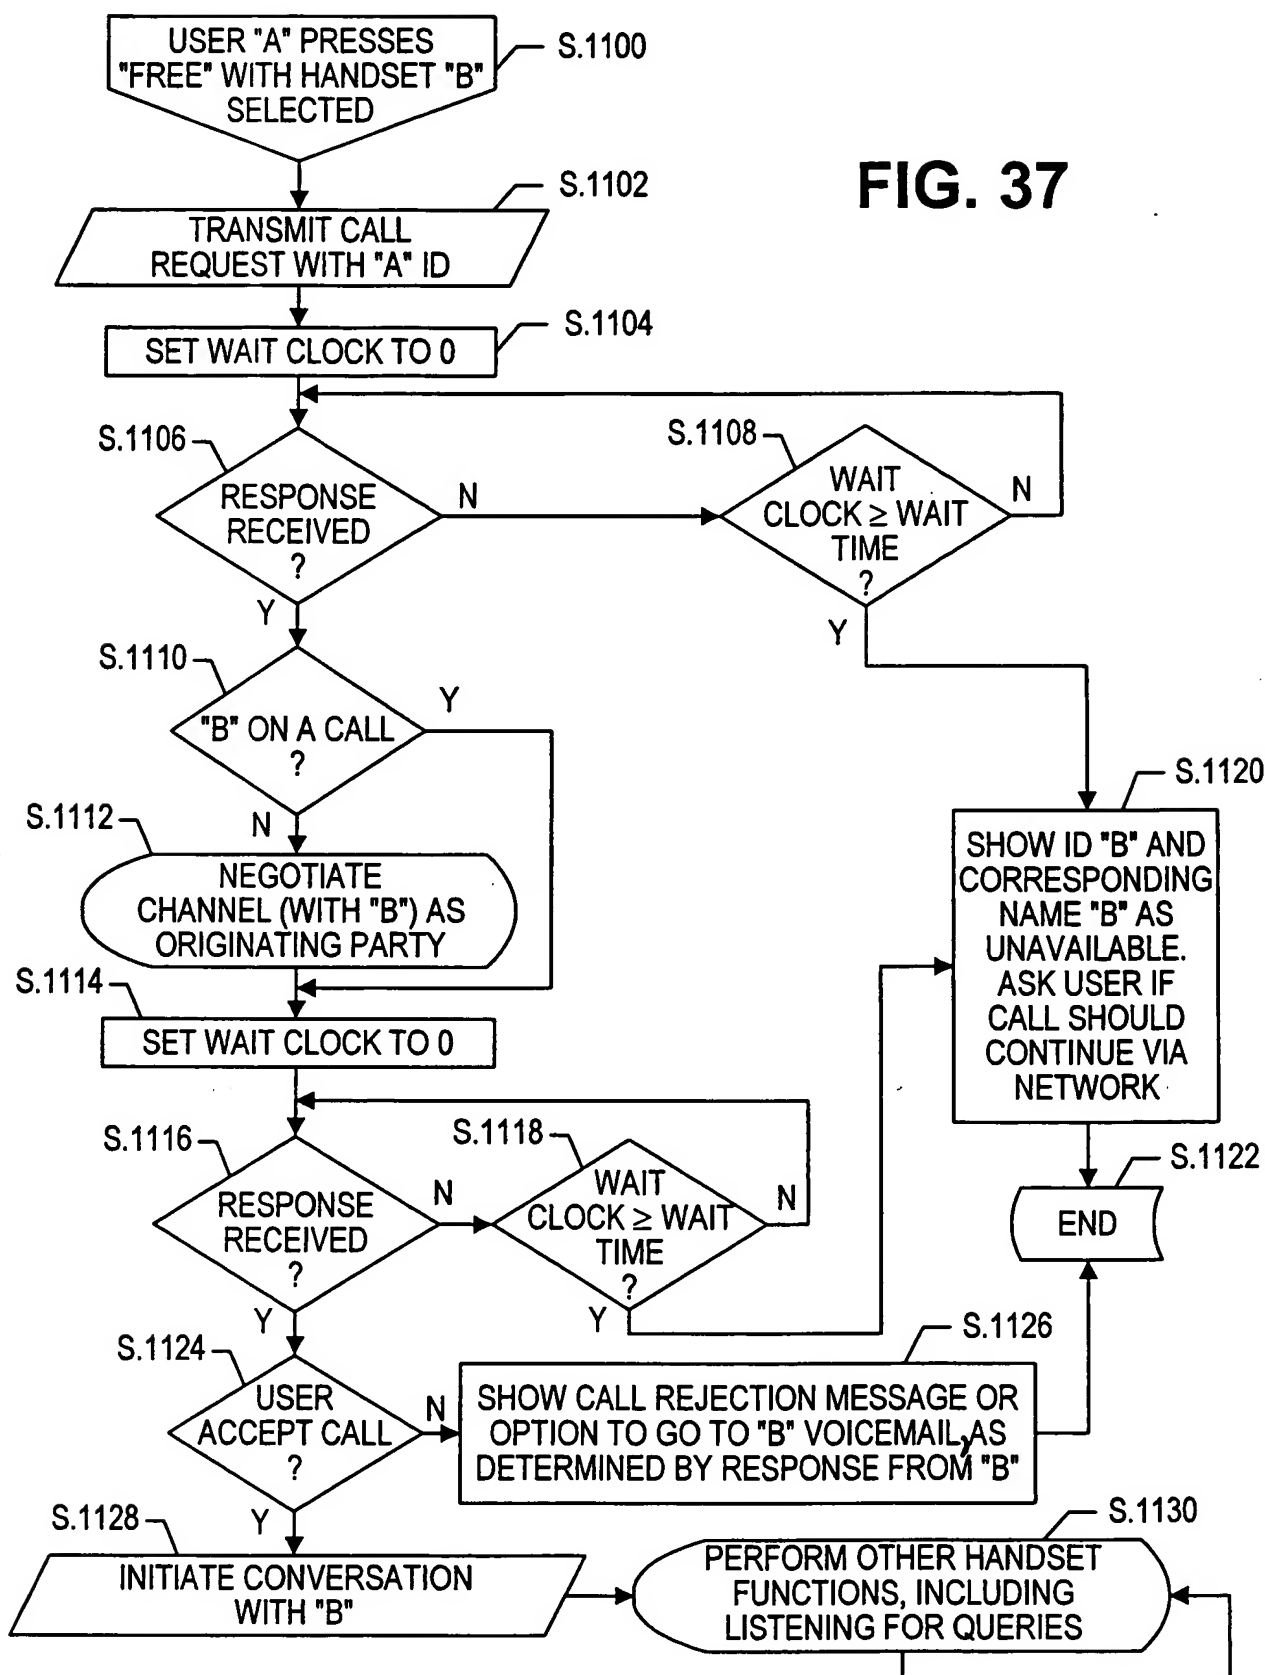 USER "A" PRESSES
"FREE" WITH HANDSET "B"
SELECTED
S.1100
FIG. 37
S.1102
TRANSMIT CALL
REQUEST WITH "A" ID
S.1104
SET WAIT CLOCK TO 0
S.1106
RESPONSE
RECEIVED
?
N
Y
S.1108
WAIT
CLOCK ≥ WAIT
TIME
?
N
Y
S.1110
"B" ON A CALL
?
Y
N
S.1112
NEGOTIATE
CHANNEL (WITH "B") AS
ORIGINATING PARTY
S.1114
SET WAIT CLOCK TO 0
S.1116
RESPONSE
RECEIVED
?
N
Y
S.1118
WAIT
CLOCK ≥ WAIT
TIME
?
N
Y
S.1120
SHOW ID "B" AND
CORRESPONDING
NAME "B" AS
UNAVAILABLE.
ASK USER IF
CALL SHOULD
CONTINUE VIA
NETWORK
S.1122
END
S.1124
USER
ACCEPT CALL
?
N
Y
S.1126
SHOW CALL REJECTION MESSAGE OR
OPTION TO GO TO "B" VOICEMAIL, AS
DETERMINED BY RESPONSE FROM "B"
S.1128
INITIATE CONVERSATION
WITH "B"
S.1130
PERFORM OTHER HANDSET
FUNCTIONS, INCLUDING
LISTENING FOR QUERIES